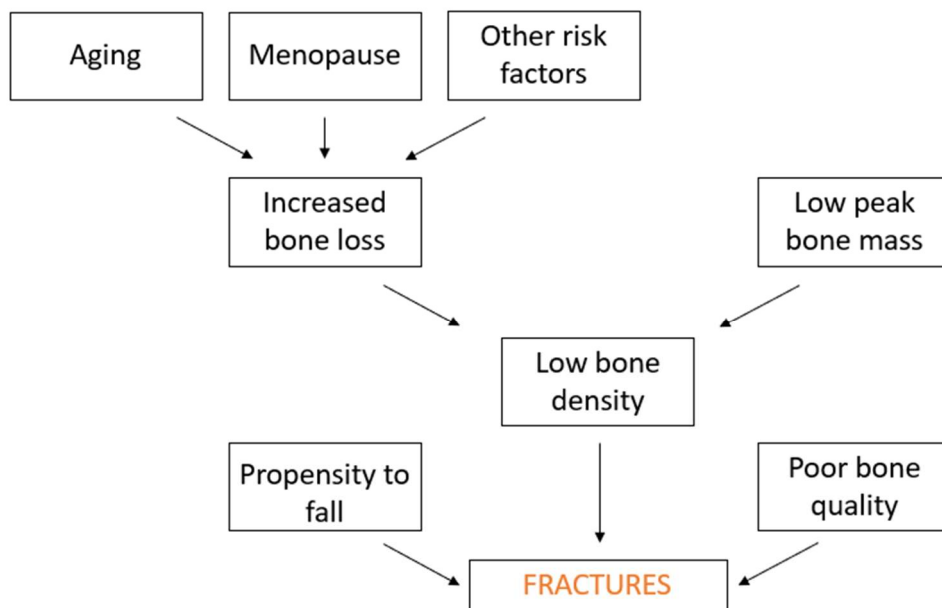 Aging
Menopause
Other risk
factors
Increased
bone loss
Low peak
bone mass
Low bone
density
Propensity to
fall
Poor bone
quality
FRACTURES